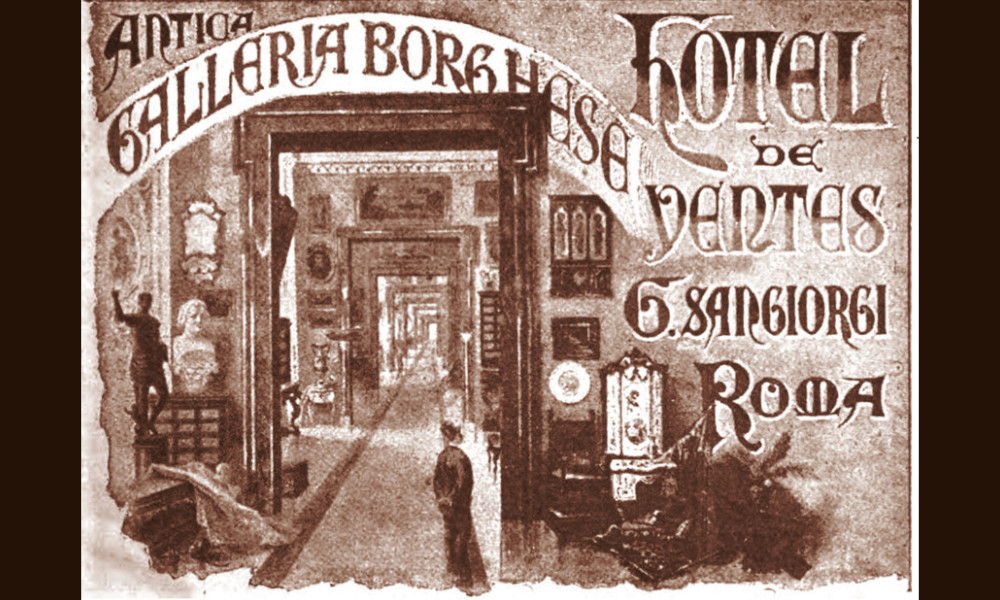 ANTICA
GALLERIA BORGHESE
HOTEL
DE
VENTES
G. SANGIORGI
ROMA